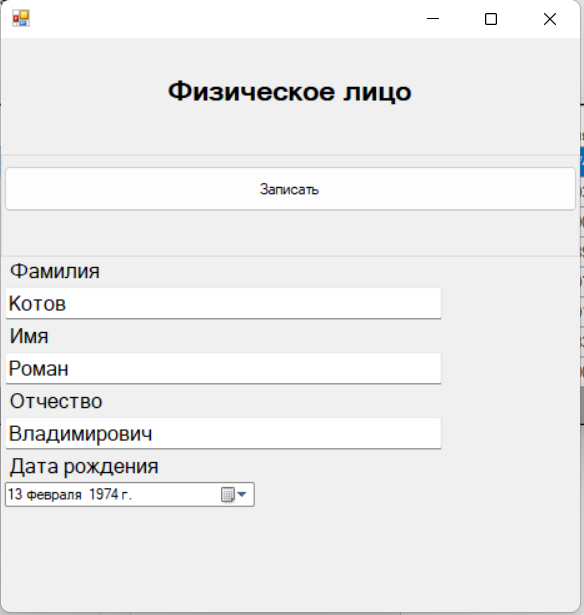 Физическое лицо
Записать
Фамилия
Котов
Имя
Роман
Отчество
Владимирович
Дата рождения
13 февраля 1974 г.